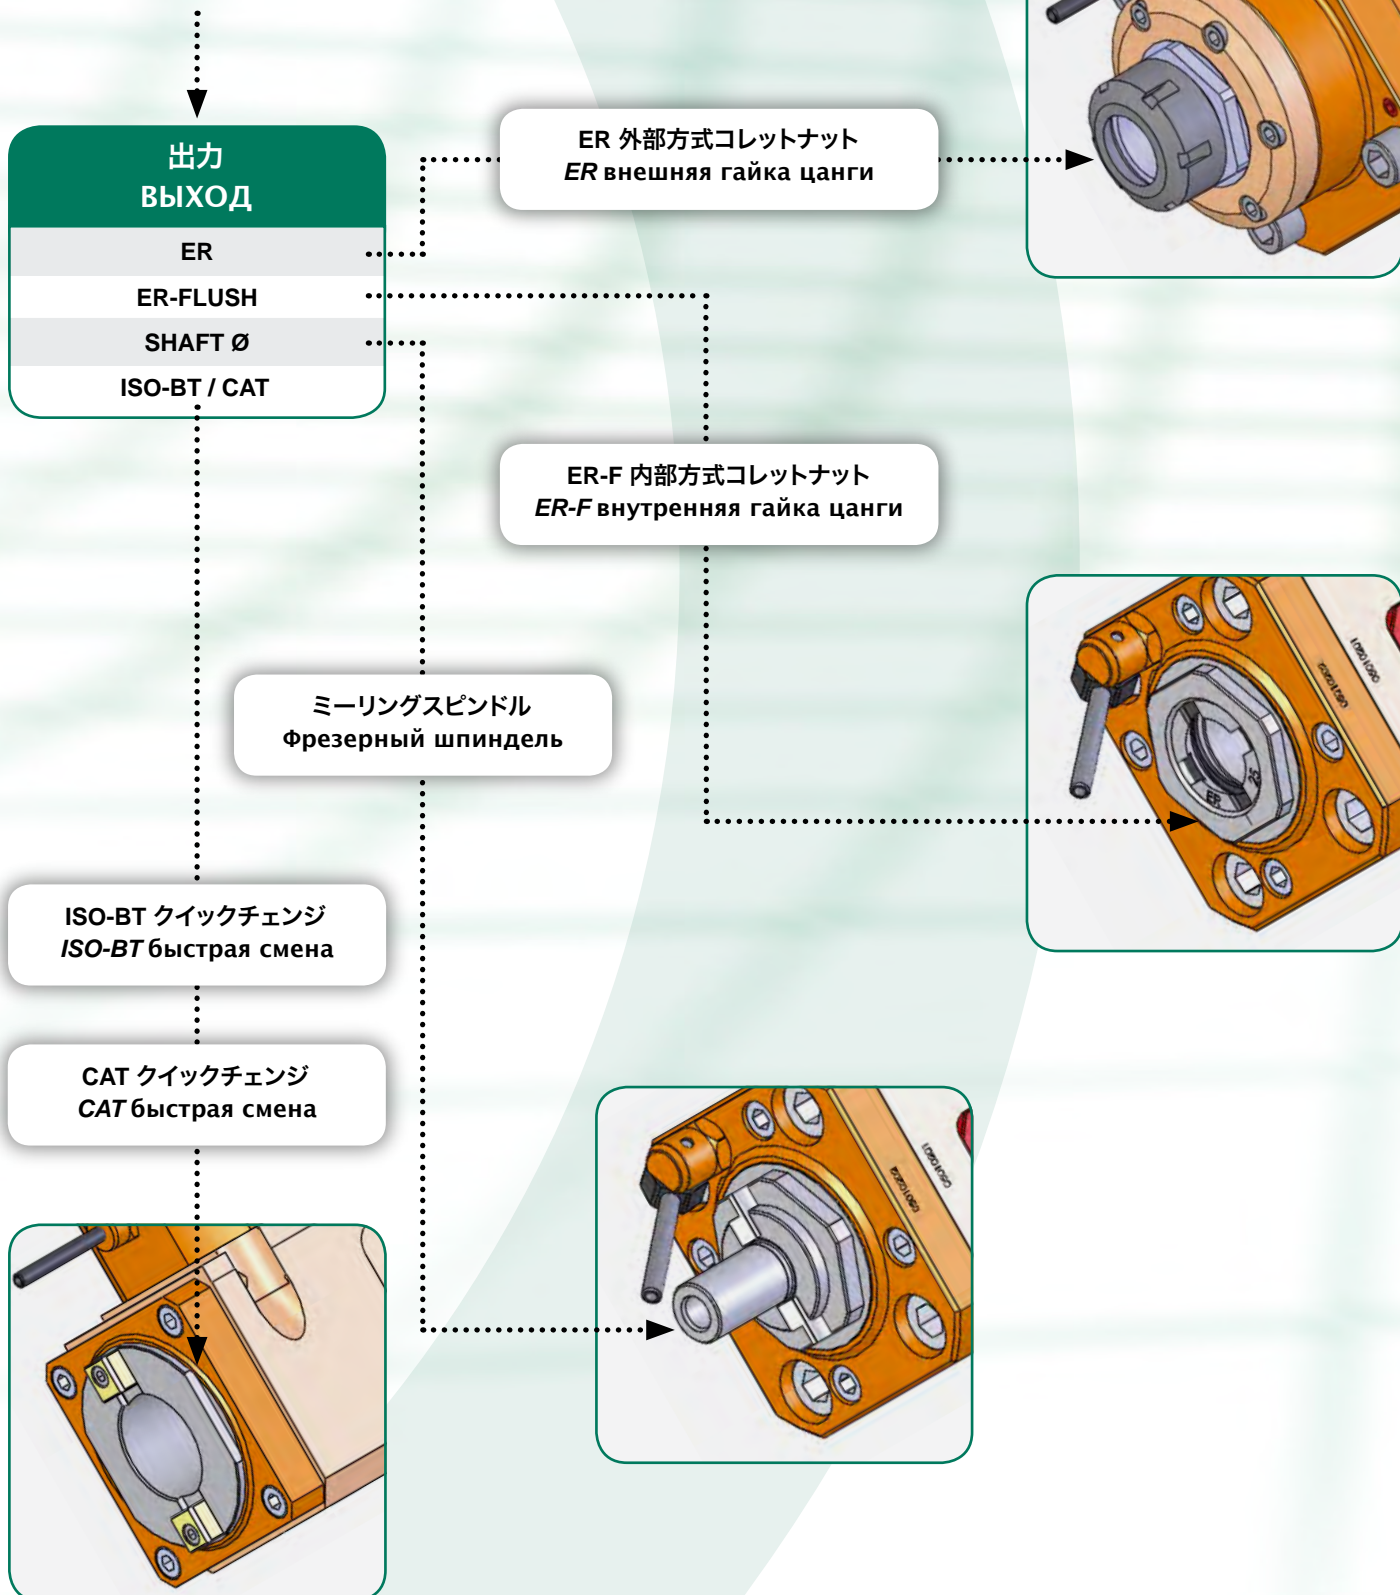 出力
ВЫХОД
ER
ER-FLUSH
SHAFT Ø
ISO-BT / CAT
ER 外部方式コレットナット
ER внешняя гайка цанги
ER-F 内部方式コレットナット
ER-F внутренняя гайка цанги
ミーリングスピンドル
Фрезерный шпиндель
ISO-BT クイックチェンジ
ISO-BT быстрая смена
CAT クイックチェンジ
CAT быстрая смена
ER 25